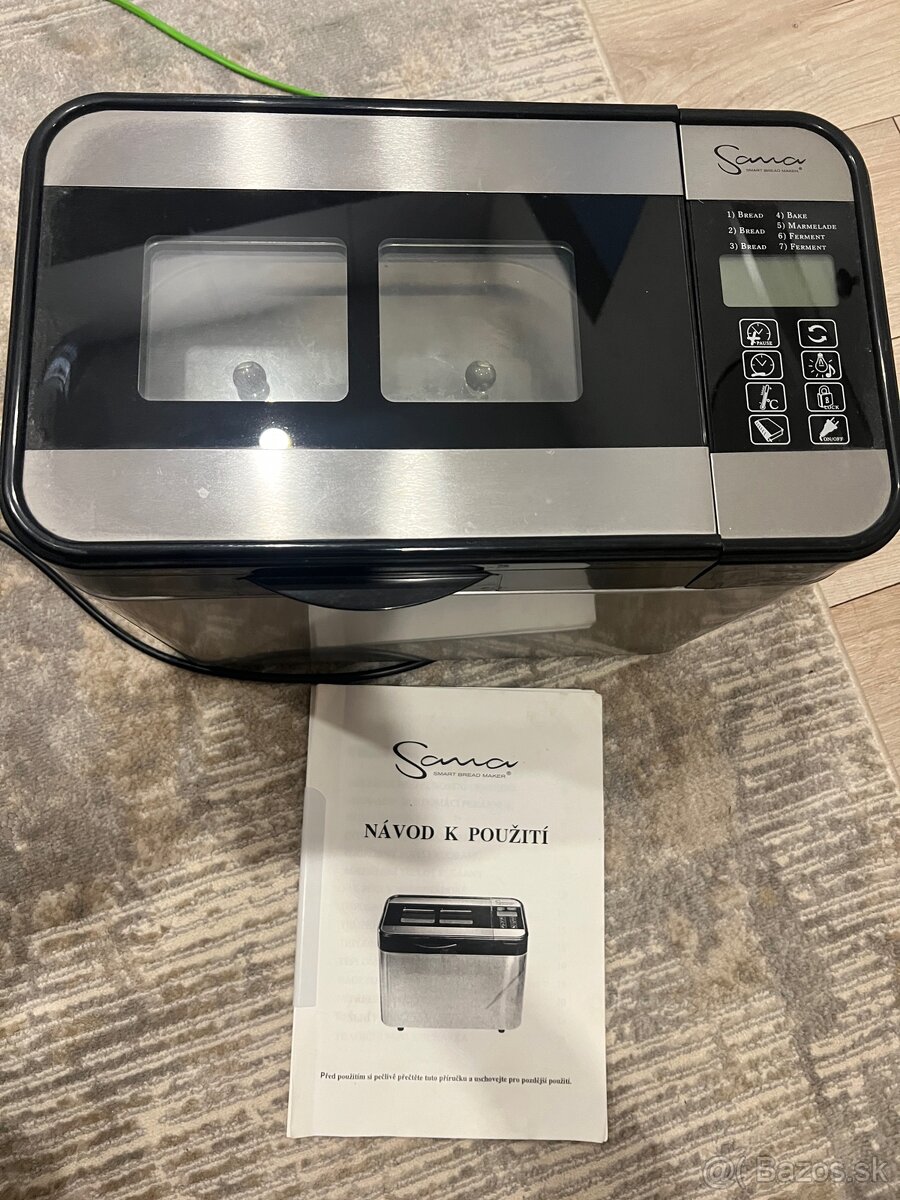 Sana
SMART BREAD MAKER®
1) BREAD 4) BAKE
5) MARMELADE
2) BREAD
6) FERMENT
3) BREAD 7) FERMENT
PAUSE
°C
LOCK
ON/OFF
Sana
SMART BREAD MAKER®
NÁVOD K POUŽITÍ
Před použitím si pečlivě přečtěte tuto příručku a uschovejte pro pozdější použití.
@( Bazos.sk